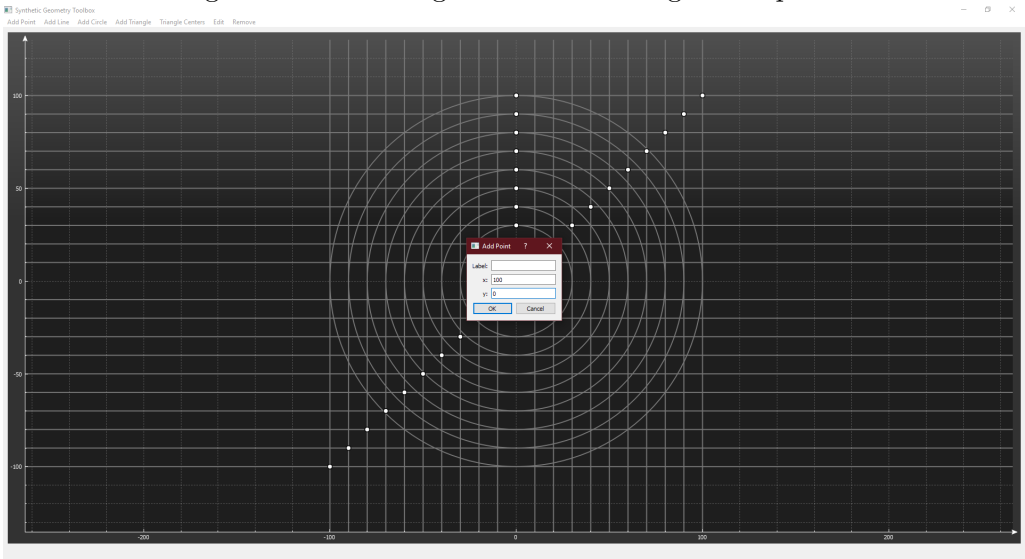 Synthetic Geometry Toolbox
Add Point Add Line Add Circle Add Triangle Triangle Centers Edit Remove
100
50
0
-50
-100
-200 -100 0 100 200
Add Point ? ×
Label:
x: 100
y: 0
OK Cancel